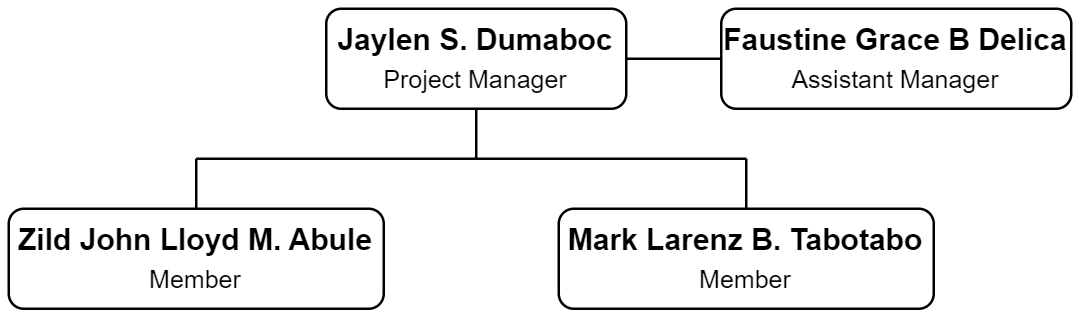 Jaylen S. Dumaboc
Project Manager
Faustine Grace B Delica
Assistant Manager
Zild John Lloyd M. Abule
Member
Mark Larenz B. Tabotabo
Member